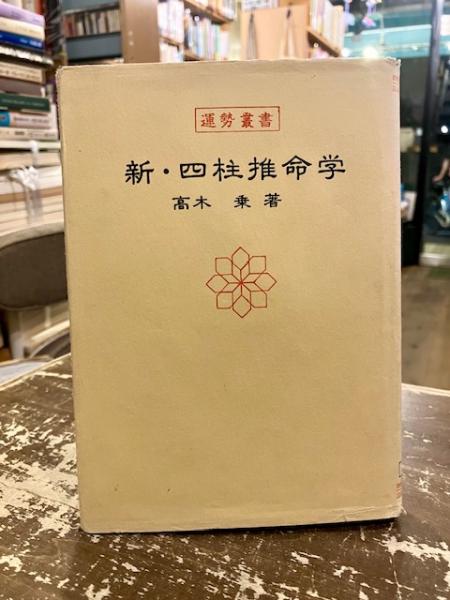 運勢叢書
新・四柱推命学
高木 乗 著